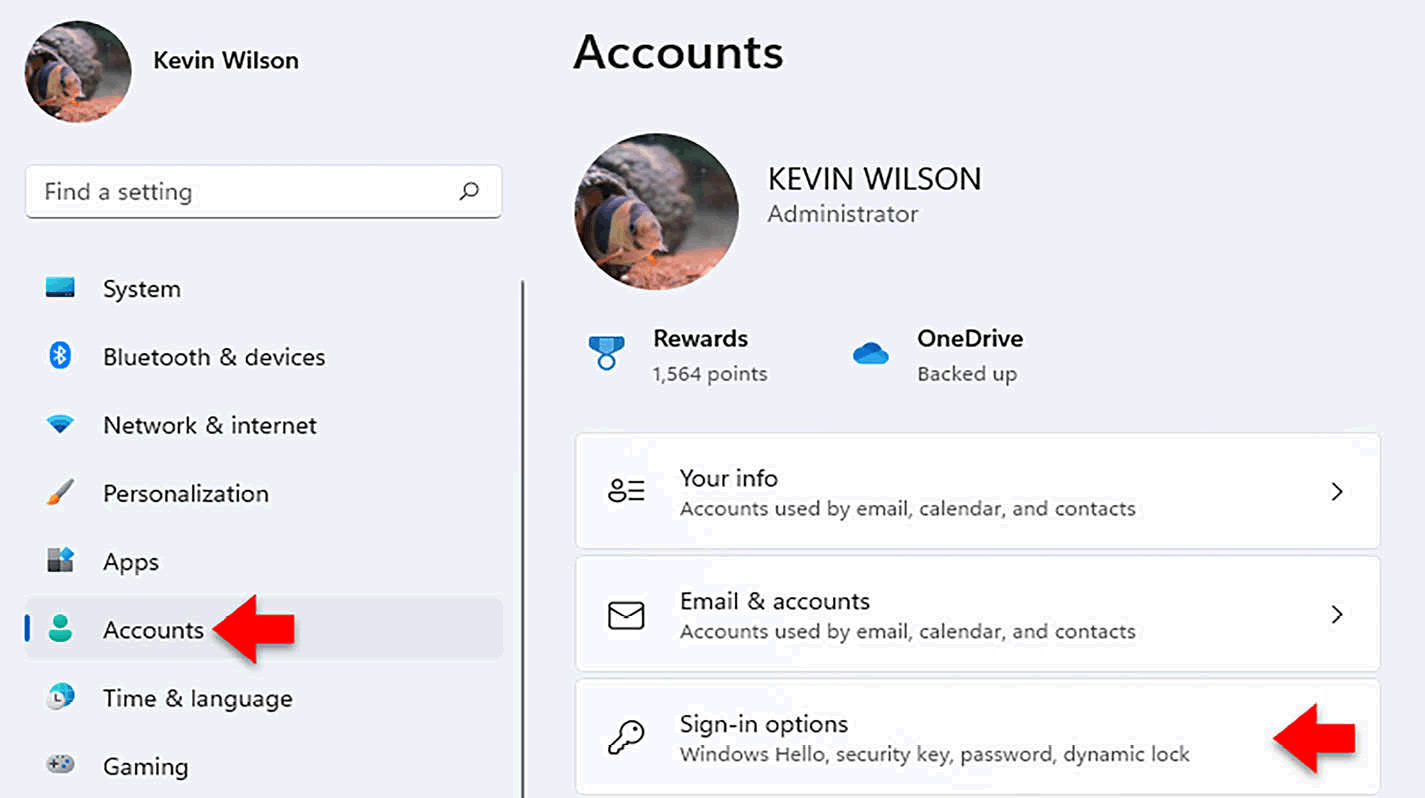 Kevin Wilson
Find a setting
System
Bluetooth & devices
Network & internet
Personalization
Apps
Accounts
Time & language
Gaming
Accounts
KEVIN WILSON
Administrator
Rewards
1,564 points
OneDrive
Backed up
Your info
Accounts used by email, calendar, and contacts
Email & accounts
Accounts used by email, calendar, and contacts
Sign-in options
Windows Hello, security key, password, dynamic lock